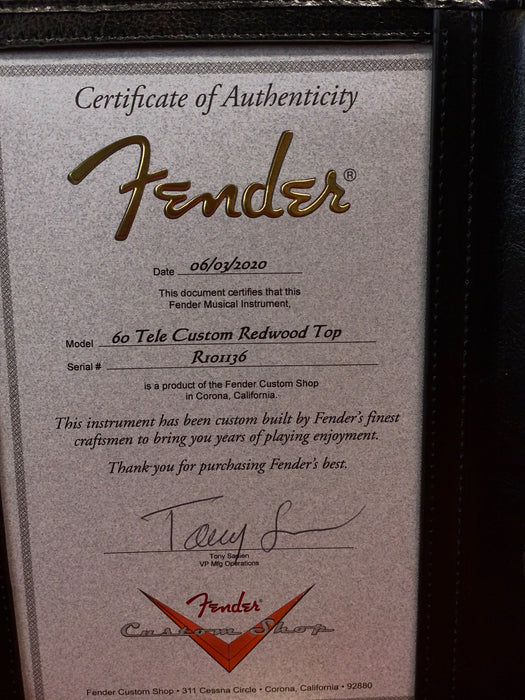 Certificate of Authenticity
Fender®
Date 06/03/2020
This document certifies that this
Fender Musical Instrument,
Model 60 Tele Custom Redwood Top
Serial # R101136
is a product of the Fender Custom Shop
in Corona, California.
This instrument has been custom built by Fender's finest
craftsmen to bring you years of playing enjoyment.
Thank you for purchasing Fender's best.
Tony
Tony
VP Mfg Operations
Fender
Custom Shop
Fender Custom Shop • 311 Cessna Circle • Corona, California • 92880